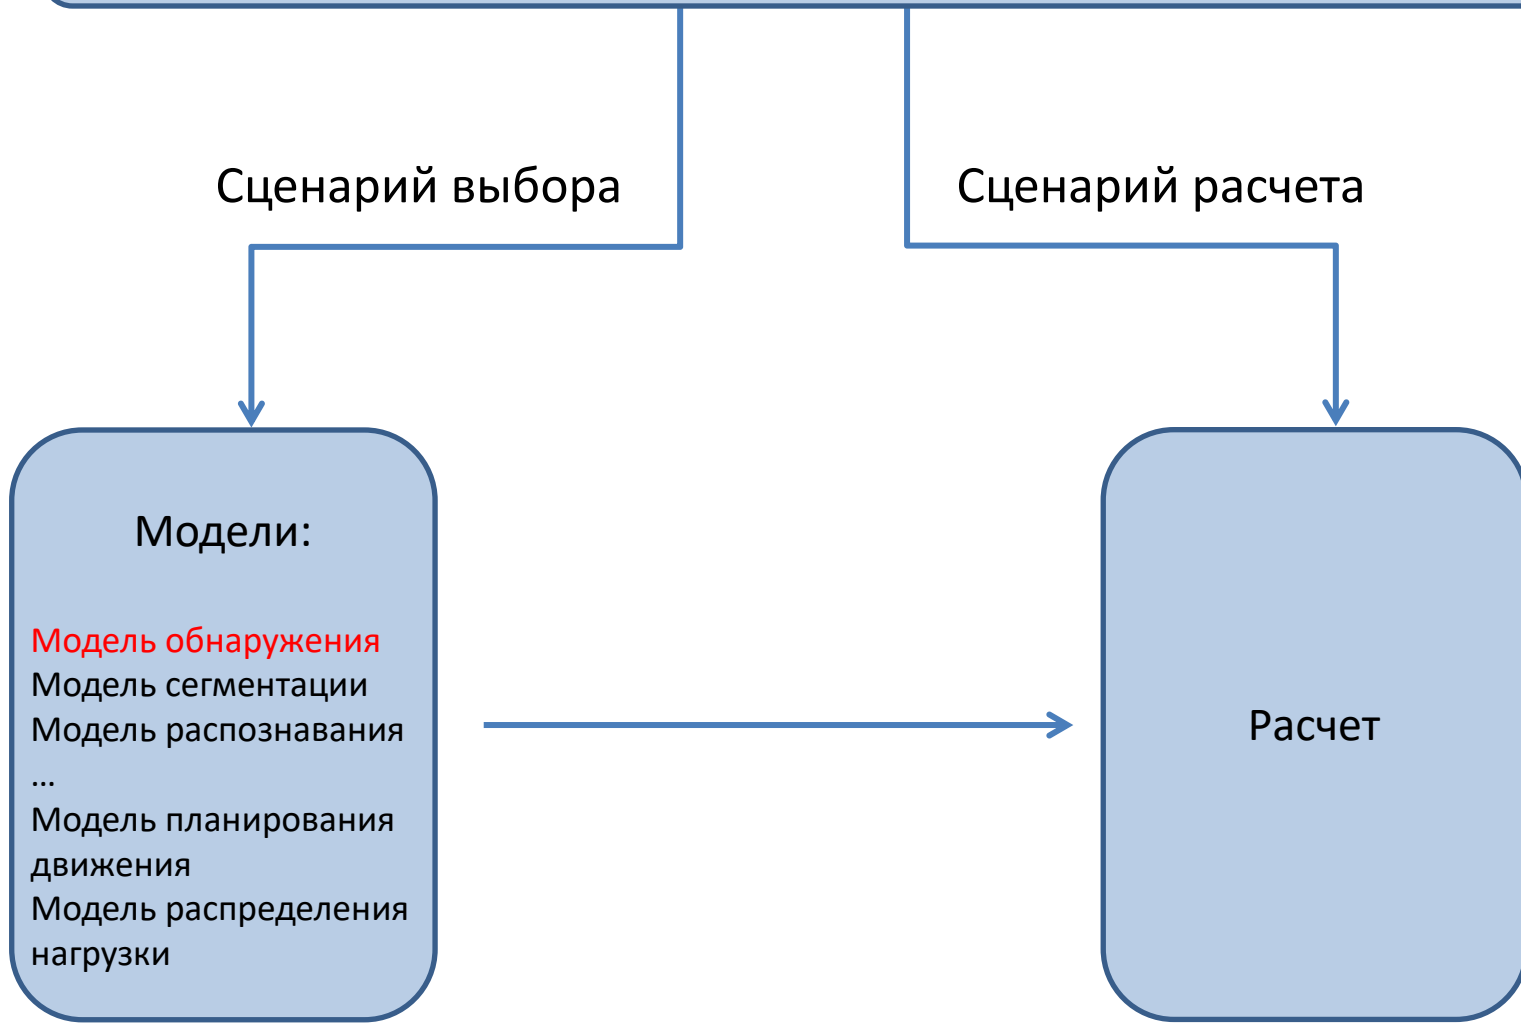 Сценарий выбора
Сценарий расчета
Модели:
Модель обнаружения
Модель сегментации
Модель распознавания
...
Модель планирования
движения
Модель распределения
нагрузки
Расчет